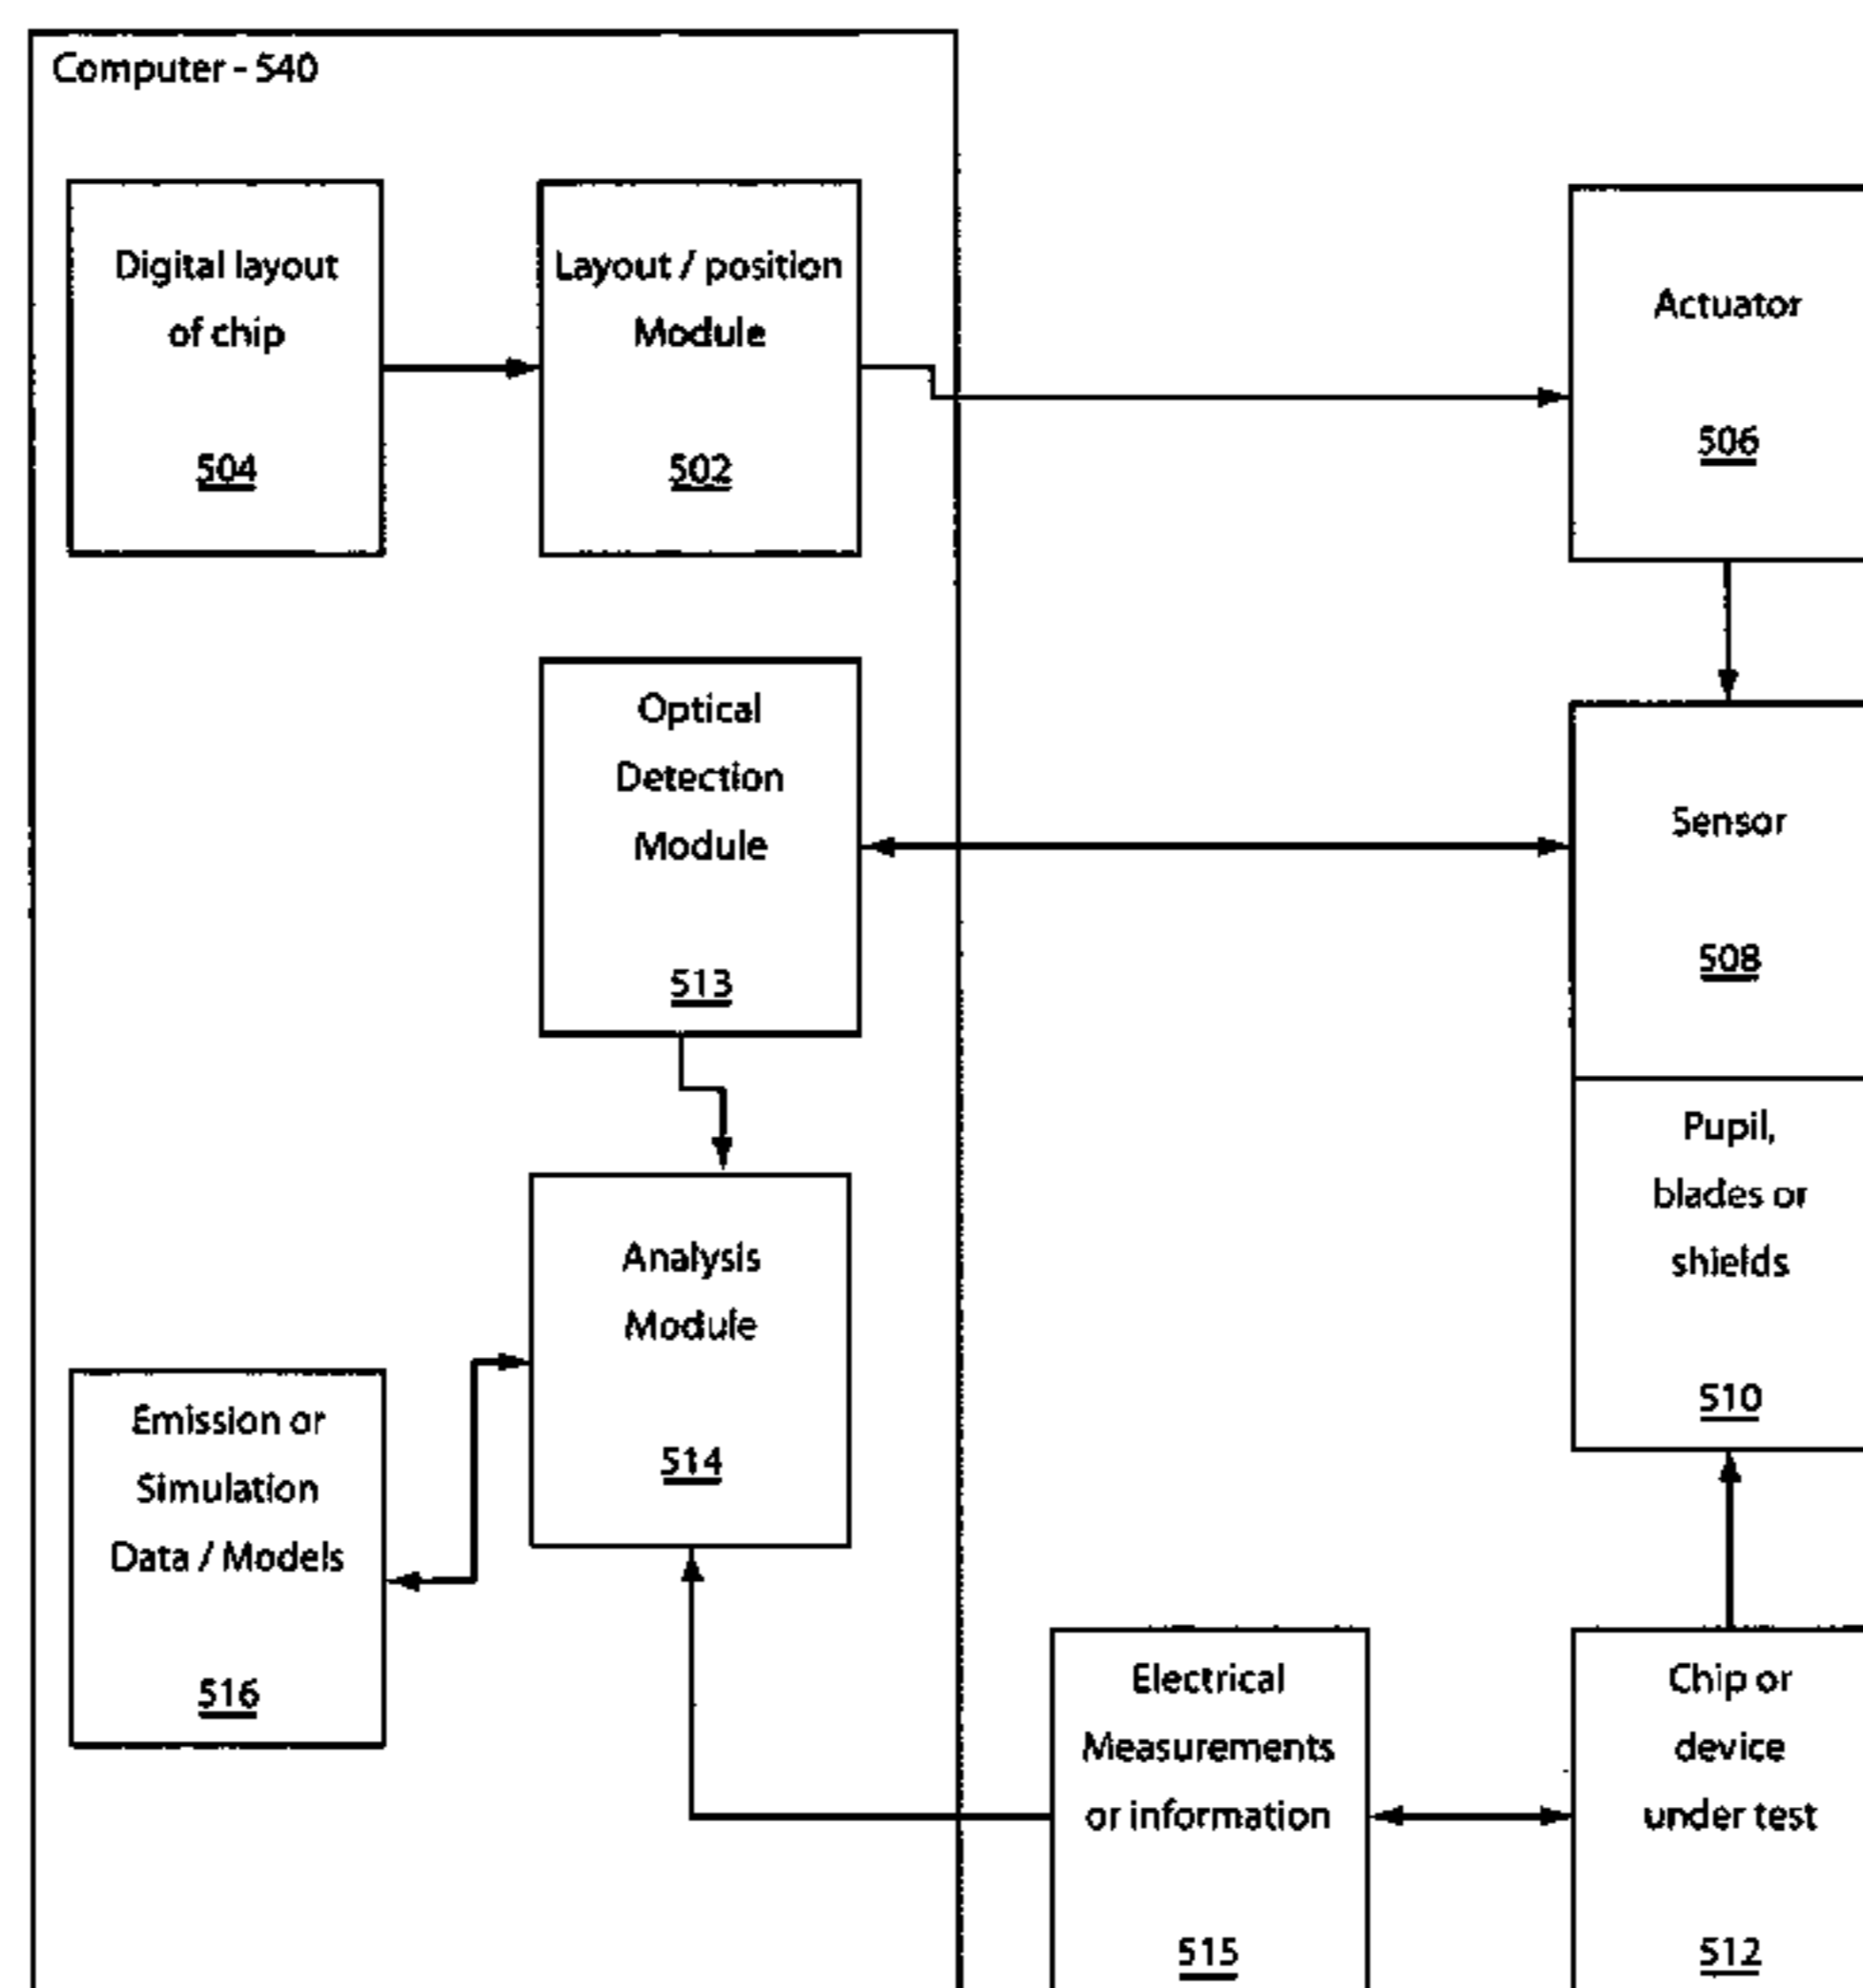 Computer - 540
Digital layout
of chip
504
Layout / position
Module
502
Actuator
506
Optical
Detection
Module
513
Sensor
508
Pupil,
blades or
shields
510
Analysis
Module
514
Emission or
Simulation
Data / Models
516
Electrical
Measurements
or information
515
Chip or
device
under test
512